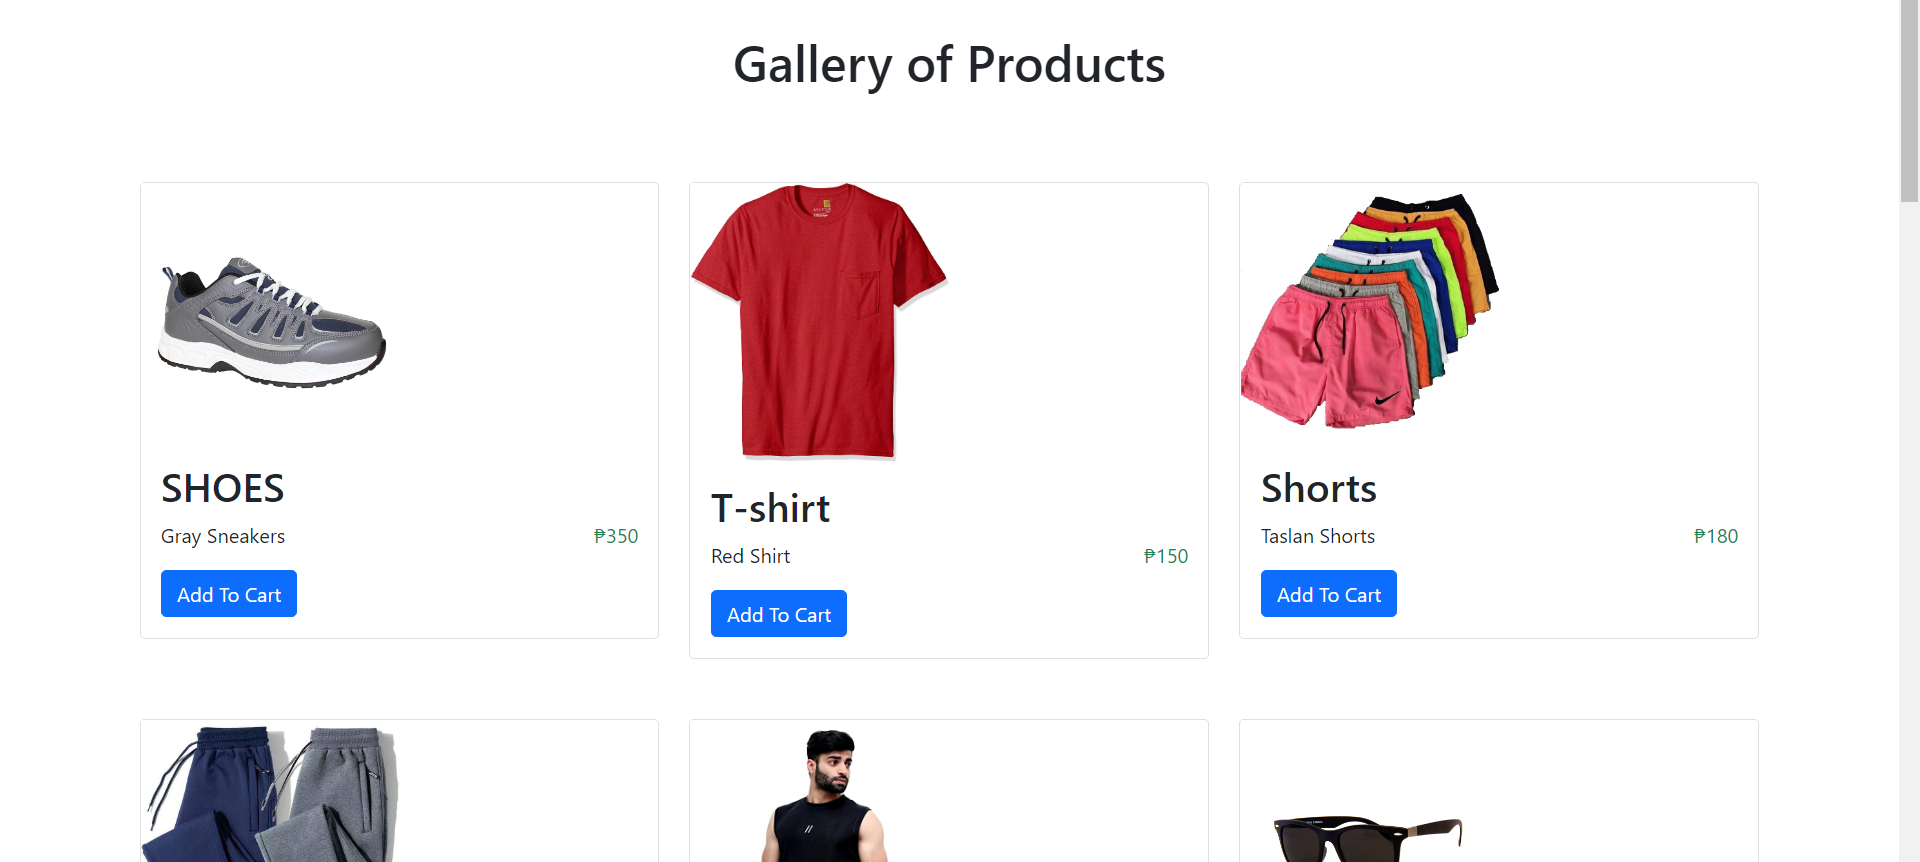 Gallery of Products
SHOES
Gray Sneakers ₱350
Add To Cart
T-shirt
Red Shirt ₱150
Add To Cart
Shorts
Taslan Shorts ₱180
Add To Cart